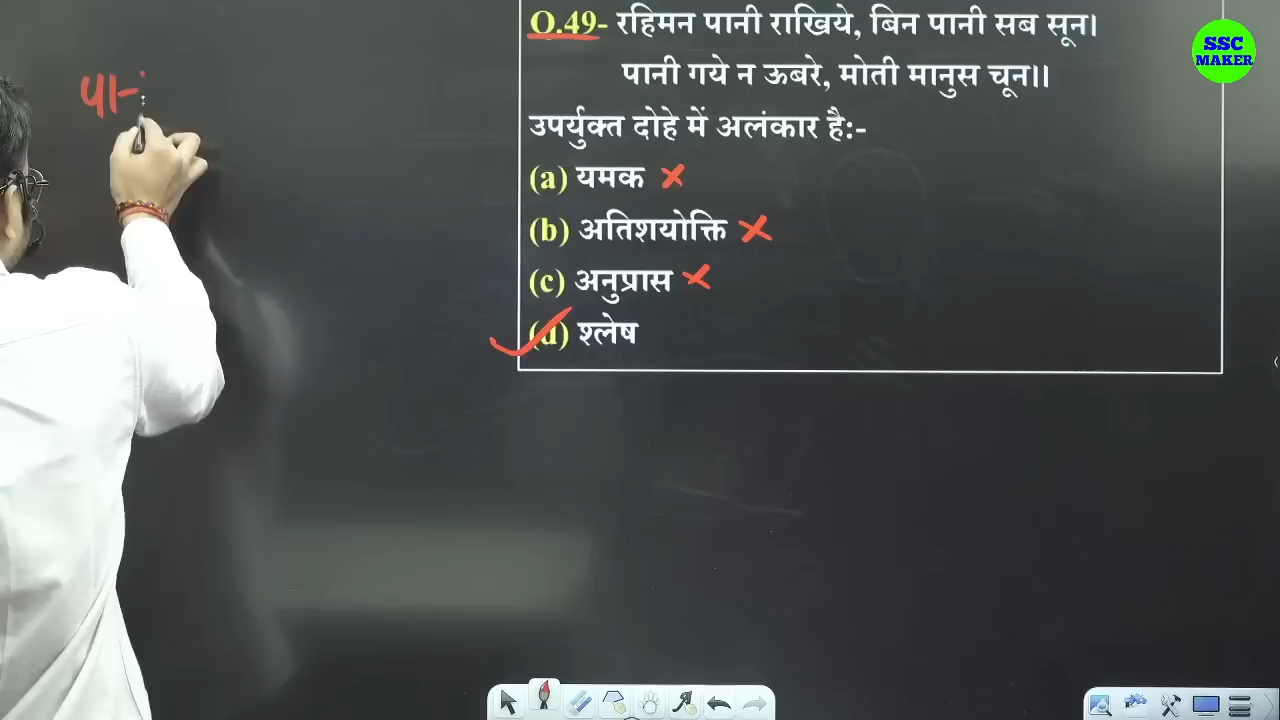 Q.49- रहिमन पानी राखिये, बिन पानी सब सून।
पानी गये न ऊबरे, मोती मानुस चून।।
उपर्युक्त दोहे में अलंकार है:-
(a) यमक
(b) अतिशयोक्ति
(c) अनुप्रास
(d) श्लेष
SSC
MAKER